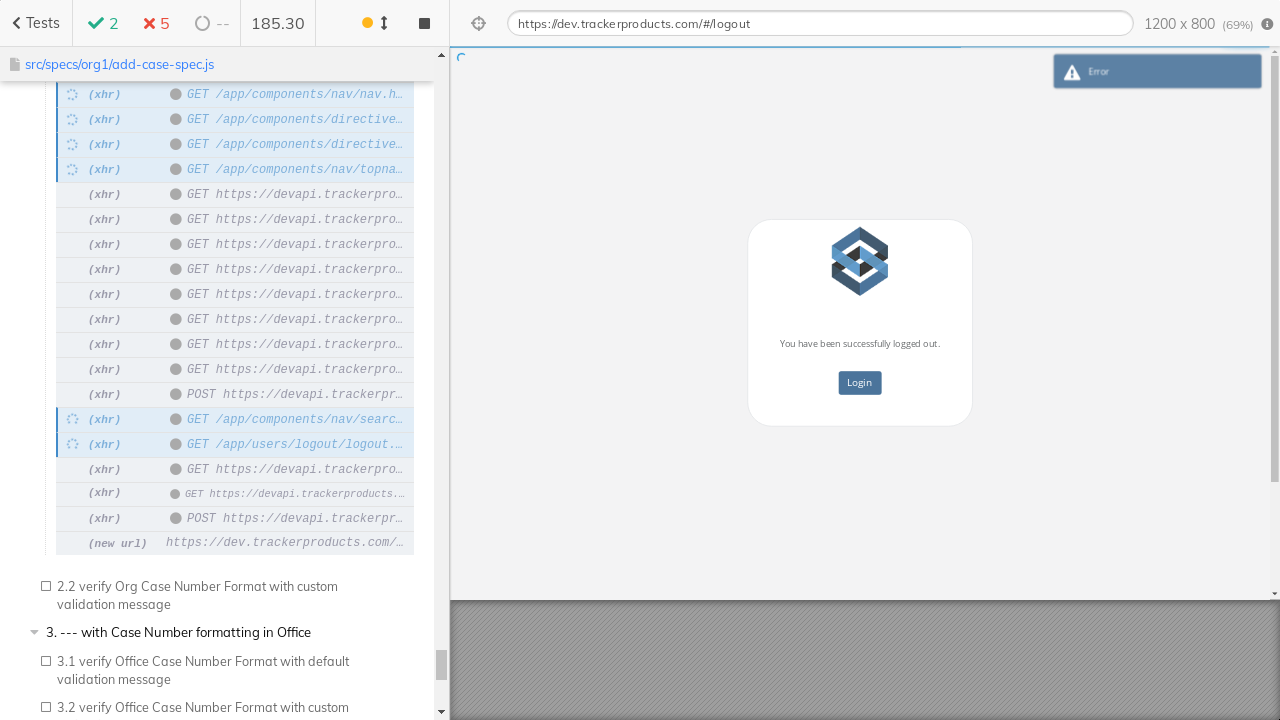 Tests 2 5 -- 185.30 https://dev.trackerproducts.com/#/logout 1200 x 800 (69%)
src/specs/org1/add-case-spec.js
Error
(xhr) GET /app/components/nav/nav.h…
(xhr) GET /app/components/directive…
(xhr) GET /app/components/directive…
(xhr) GET /app/components/nav/topna…
(xhr) GET https://devapi.trackerpro…
(xhr) GET https://devapi.trackerpro…
(xhr) GET https://devapi.trackerpro…
(xhr) GET https://devapi.trackerpro…
(xhr) GET https://devapi.trackerpro…
(xhr) GET https://devapi.trackerpro…
(xhr) GET https://devapi.trackerpro…
(xhr) GET https://devapi.trackerpro…
(xhr) POST https://devapi.trackerpr…
(xhr) GET /app/components/nav/searc…
(xhr) GET /app/users/logout/logout.…
(xhr) GET https://devapi.trackerpro…
(xhr) GET https://devapi.trackerproducts.…
(xhr) POST https://devapi.trackerpr…
(new url) https://dev.trackerproducts.com/…
2.2 verify Org Case Number Format with custom
validation message
3. --- with Case Number formatting in Office
3.1 verify Office Case Number Format with default
validation message
3.2 verify Office Case Number Format with custom
You have been successfully logged out.
Login